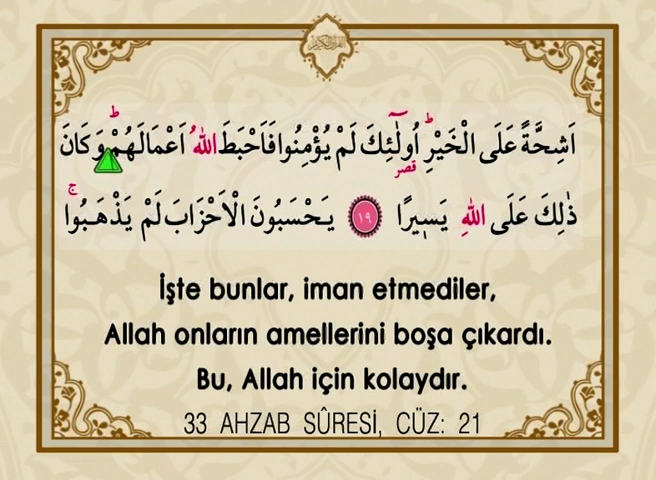 اَشِحَّةً عَلَى الْخَيْرِۜ اُو۬لٰٓئِكَ لَمْ يُؤْمِنُوا فَاَحْبَطَ اللّٰهُ اَعْمَالَهُمْۜ وَكَانَ
ذٰلِكَ عَلَى اللّٰهِ يَس۪يرًا ١٩ يَحْسَبُونَ الْاَحْزَابَ لَمْ يَذْهَبُواۚ
İşte bunlar, iman etmediler,
Allah onların amellerini boşa çıkardı.
Bu, Allah için kolaydır.
33 AHZAB SÛRESİ, CÜZ: 21